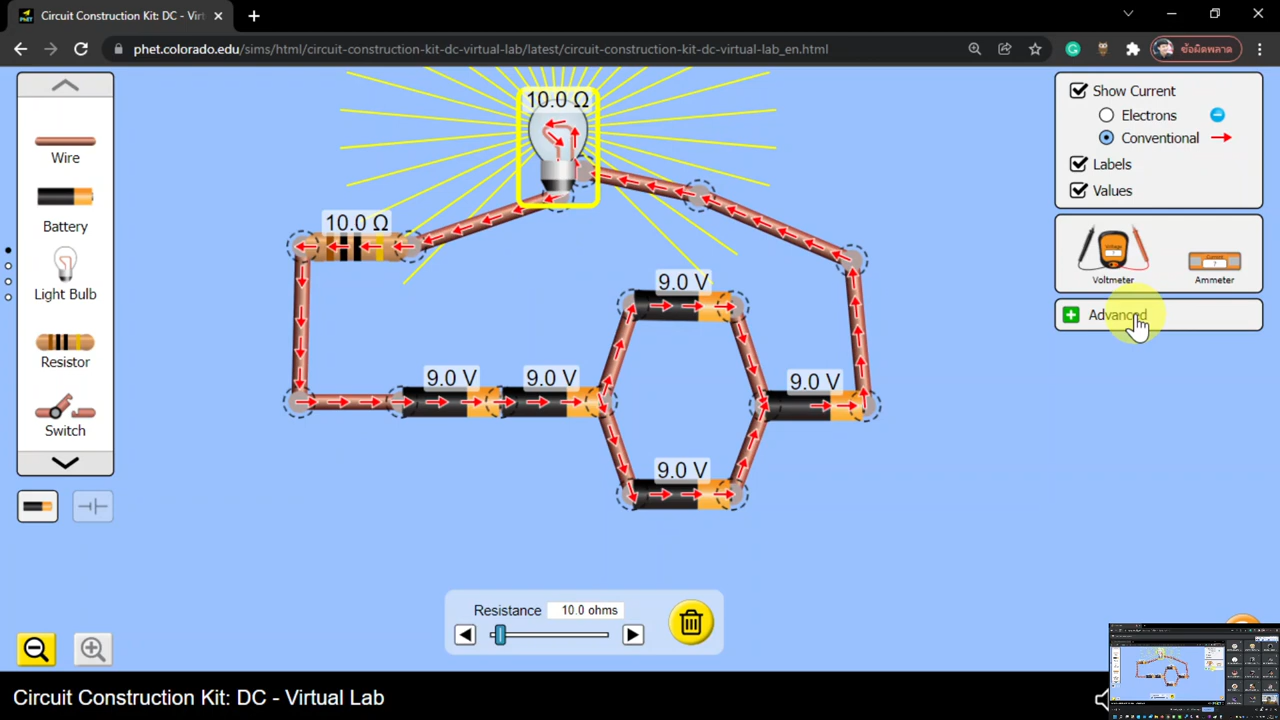 Circuit Construction Kit: DC - Virt
phet.colorado.edu/sims/html/circuit-construction-kit-dc-virtual-lab/latest/circuit-construction-kit-dc-virtual-lab_en.html
ข้อผิดพลาด
Wire
Battery
Light Bulb
Resistor
Switch
10.0 Ω
10.0 Ω
9.0 V
9.0 V
9.0 V
9.0 V
9.0 V
Show Current
Electrons
Conventional
Labels
Values
Voltage
?
Current
?
Voltmeter
Ammeter
Advanced
Resistance 10.0 ohms
Circuit Construction Kit: DC - Virtual Lab